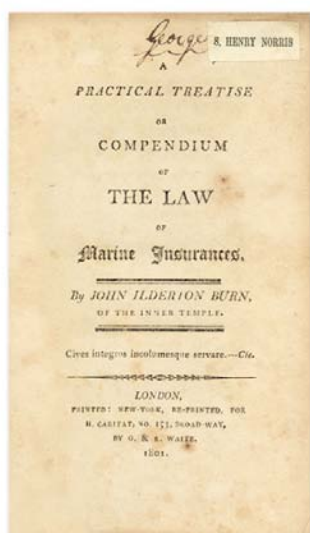 George
S. HENRY NORRIS
A
PRACTICAL TREATISE
OR
COMPENDIUM
OF
THE LAW
OF
Marine Insurances.
By JOHN ILDERTON BURN,
OF THE INNER TEMPLE.
Cives integros incolumesque servare.—Cic.
LONDON,
PRINTED: NEW-YORK, RE-PRINTED, FOR
H. CARITAT, NO. 153, BROAD-WAY,
BY G. & R. WAITE.
1801.